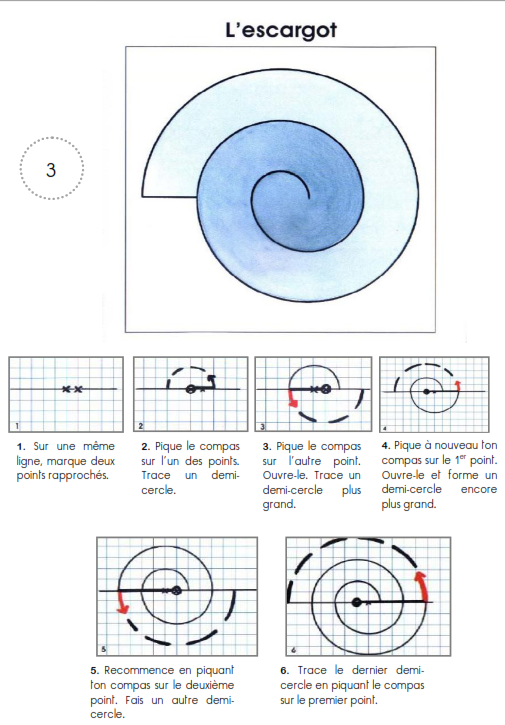 L'escargot
3
1
2
3
4
1. Sur une même
ligne, marque deux
points rapprochés.
2. Pique le compas
sur l'un des points.
Trace un demi-
cercle.
3. Pique le compas
sur l'autre point.
Ouvre-le. Trace un
demi-cercle plus
grand.
4. Pique à nouveau ton
compas sur le 1er point.
Ouvre-le et forme un
demi-cercle encore
plus grand.
5
6
5. Recommence en piquant
ton compas sur le deuxième
point. Fais un autre demi-
cercle.
6. Trace le dernier demi-
cercle en piquant le compas
sur le premier point.